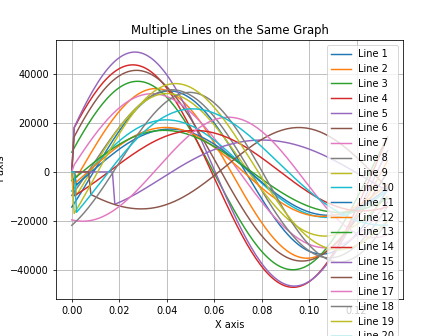 Multiple Lines on the Same Graph
40000
20000
0
−20000
−40000
0.00
0.02
0.04
0.06
0.08
0.10
X axis
Line 1
Line 2
Line 3
Line 4
Line 5
Line 6
Line 7
Line 8
Line 9
Line 10
Line 11
Line 12
Line 13
Line 14
Line 15
Line 16
Line 17
Line 18
Line 19
Line 20